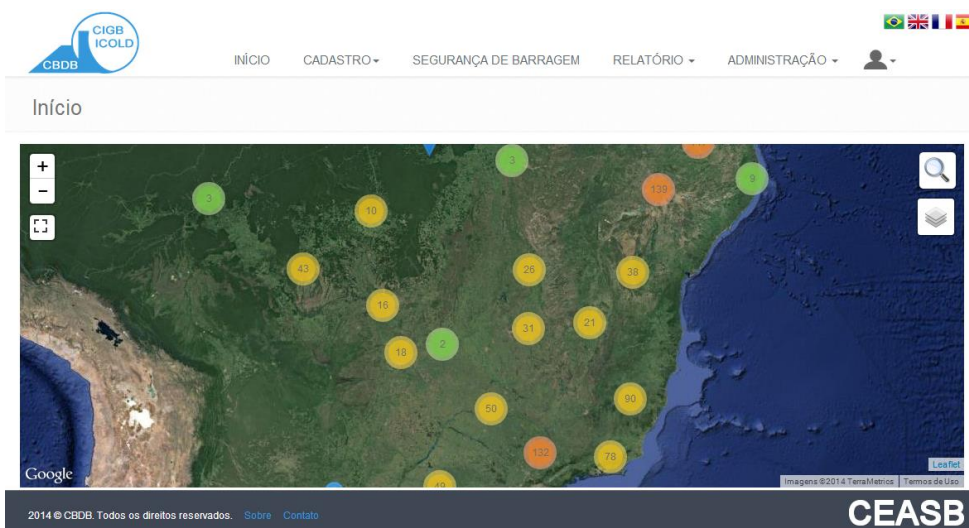 CIGB
ICOLD
CBDB
INÍCIO CADASTRO SEGURANÇA DE BARRAGEM RELATÓRIO ADMINISTRAÇÃO
Início
+
−
3
3
9
139
10
43
26
38
16
31
21
18
2
50
90
132
78
49
Google
Leaflet
Imagens ©2014 TerraMetrics Termos de Uso
2014 © CBDB. Todos os direitos reservados. Sobre Contato
CEASB